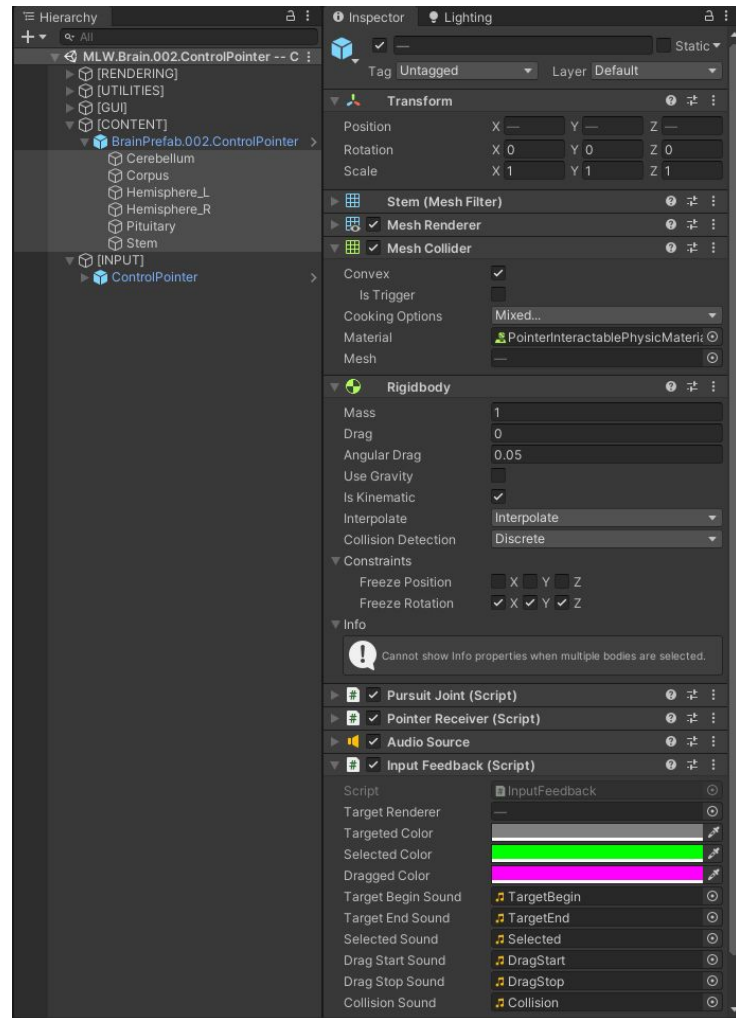 Hierarchy
All
MLW.Brain.002.ControlPointer -- C
[RENDERING]
[UTILITIES]
[GUI]
[CONTENT]
BrainPrefab.002.ControlPointer
Cerebellum
Corpus
Hemisphere_L
Hemisphere_R
Pituitary
Stem
[INPUT]
ControlPointer
Inspector Lighting
— Static
Tag Untagged Layer Default
Transform
Position X — Y — Z —
Rotation X 0 Y 0 Z 0
Scale X 1 Y 1 Z 1
Stem (Mesh Filter)
Mesh Renderer
Mesh Collider
Convex
Is Trigger
Cooking Options Mixed...
Material PointerInteractablePhysicMateria
Mesh —
Rigidbody
Mass 1
Drag 0
Angular Drag 0.05
Use Gravity
Is Kinematic
Interpolate Interpolate
Collision Detection Discrete
Constraints
Freeze Position X Y Z
Freeze Rotation X Y Z
Info
Cannot show Info properties when multiple bodies are selected.
# Pursuit Joint (Script)
# Pointer Receiver (Script)
Audio Source
# Input Feedback (Script)
Script InputFeedback
Target Renderer —
Targeted Color
Selected Color
Dragged Color
Target Begin Sound TargetBegin
Target End Sound TargetEnd
Selected Sound Selected
Drag Start Sound DragStart
Drag Stop Sound DragStop
Collision Sound Collision